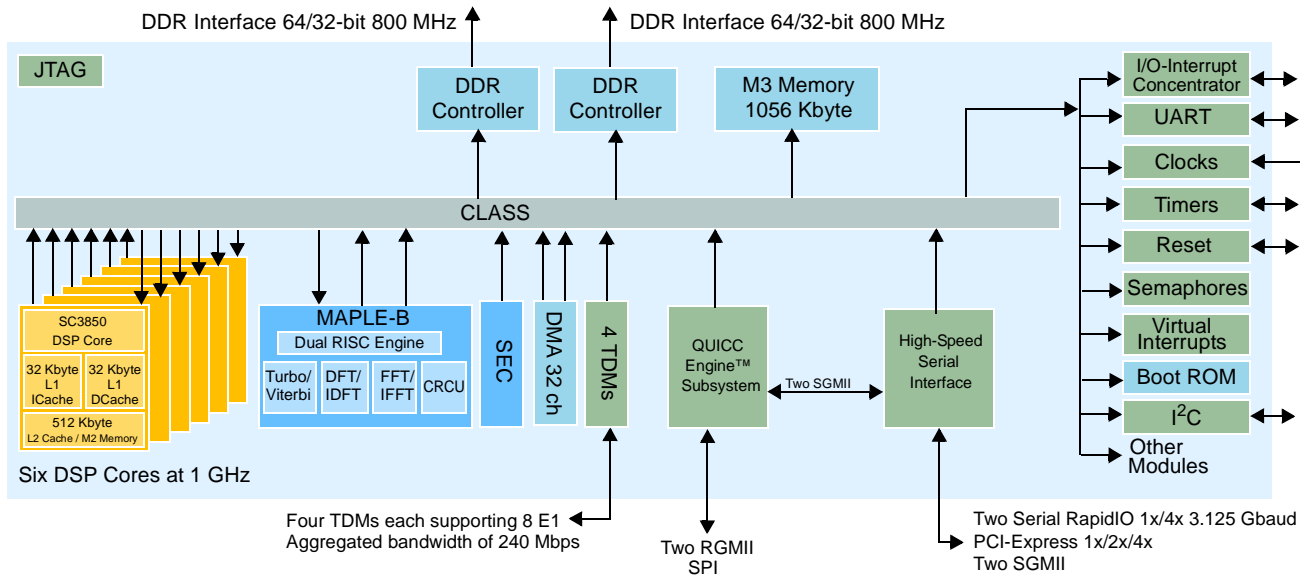 DDR Interface 64/32-bit 800 MHz
DDR Interface 64/32-bit 800 MHz
JTAG
DDR
Controller
DDR
Controller
M3 Memory
1056 Kbyte
I/O-Interrupt
Concentrator
UART
Clocks
Timers
Reset
Semaphores
Virtual
Interrupts
Boot ROM
I²C
Other
Modules
CLASS
SC3850
DSP Core
32 Kbyte
L1
ICache
32 Kbyte
L1
DCache
512 Kbyte
L2 Cache / M2 Memory
Six DSP Cores at 1 GHz
MAPLE-B
Dual RISC Engine
Turbo/
Viterbi
DFT/
IDFT
FFT/
IFFT
CRCU
SEC
DMA 32 ch
4 TDMs
QUICC
Engine™
Subsystem
Two SGMII
High-Speed
Serial
Interface
Four TDMs each supporting 8 E1
Aggregated bandwidth of 240 Mbps
Two RGMII
SPI
Two Serial RapidIO 1x/4x 3.125 Gbaud
PCI-Express 1x/2x/4x
Two SGMII